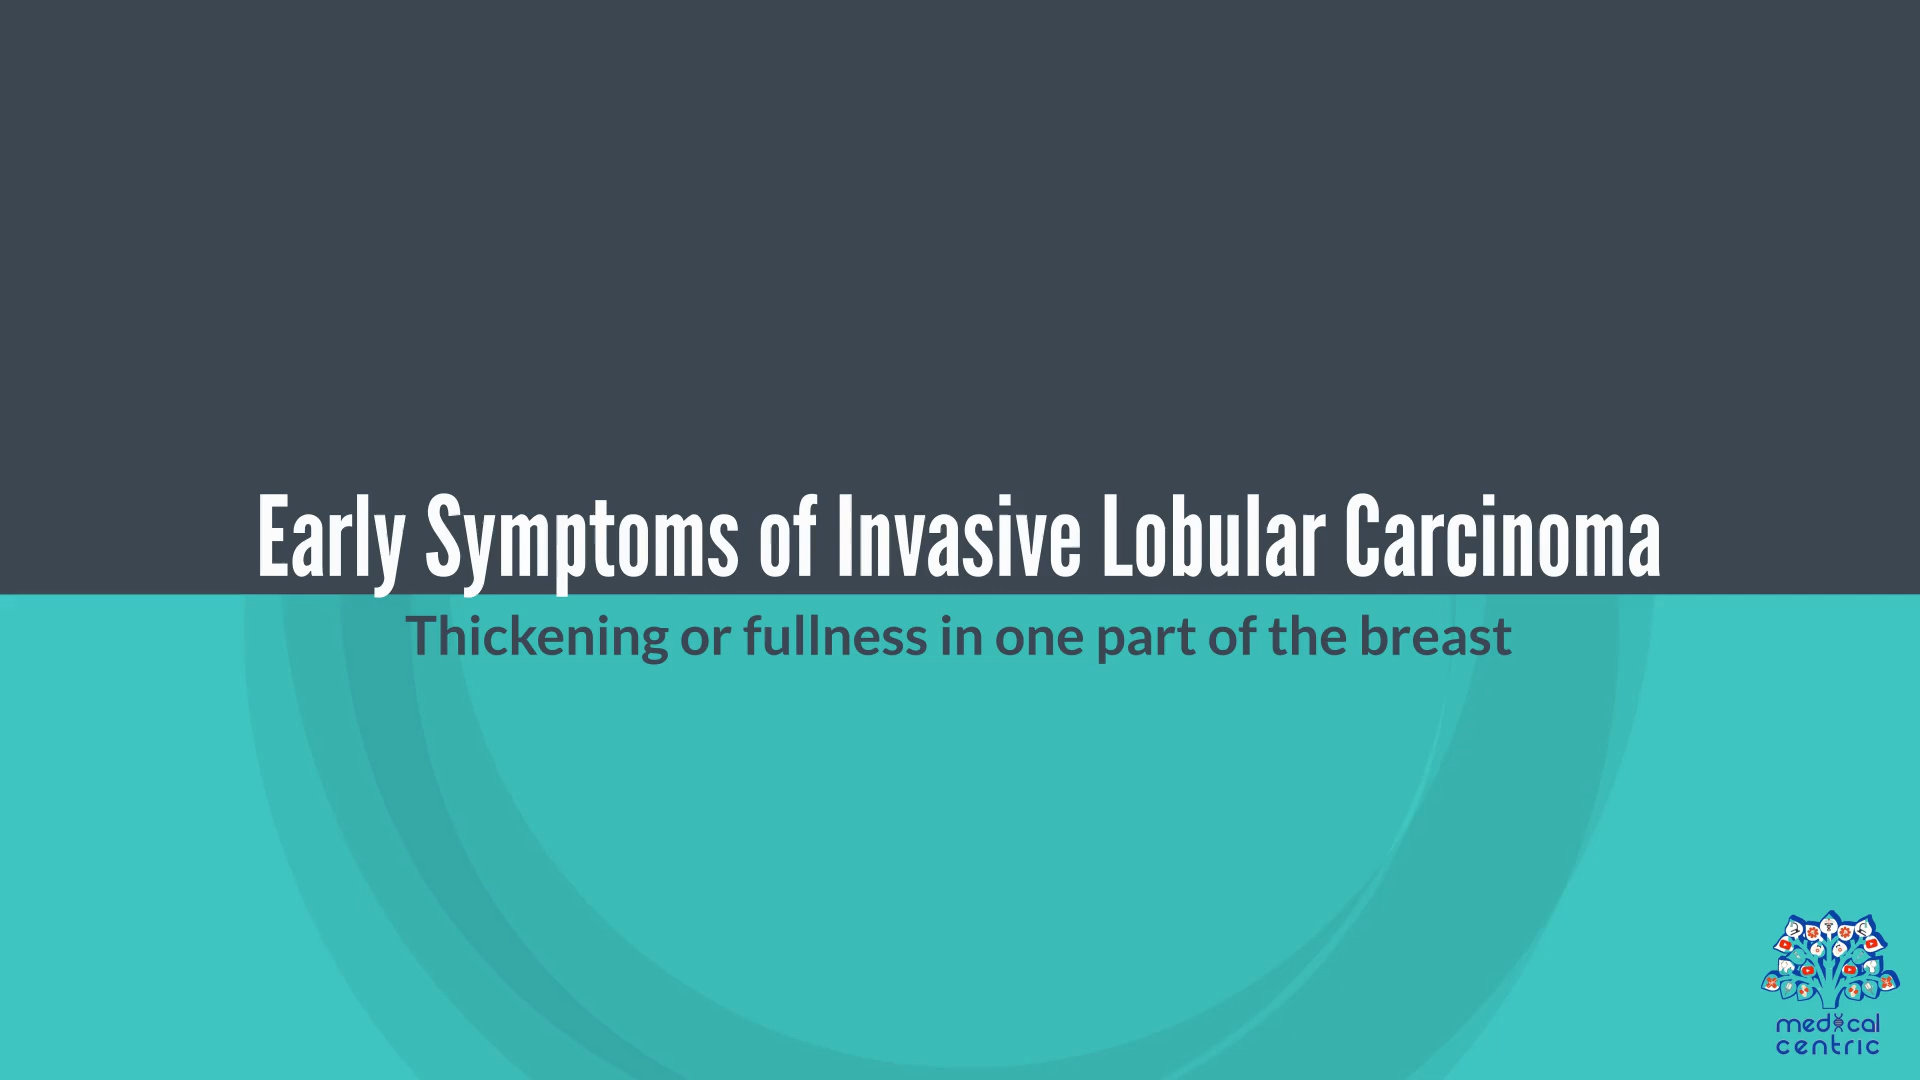 Early Symptoms of Invasive Lobular Carcinoma
Thickening or fullness in one part of the breast
medical
centric